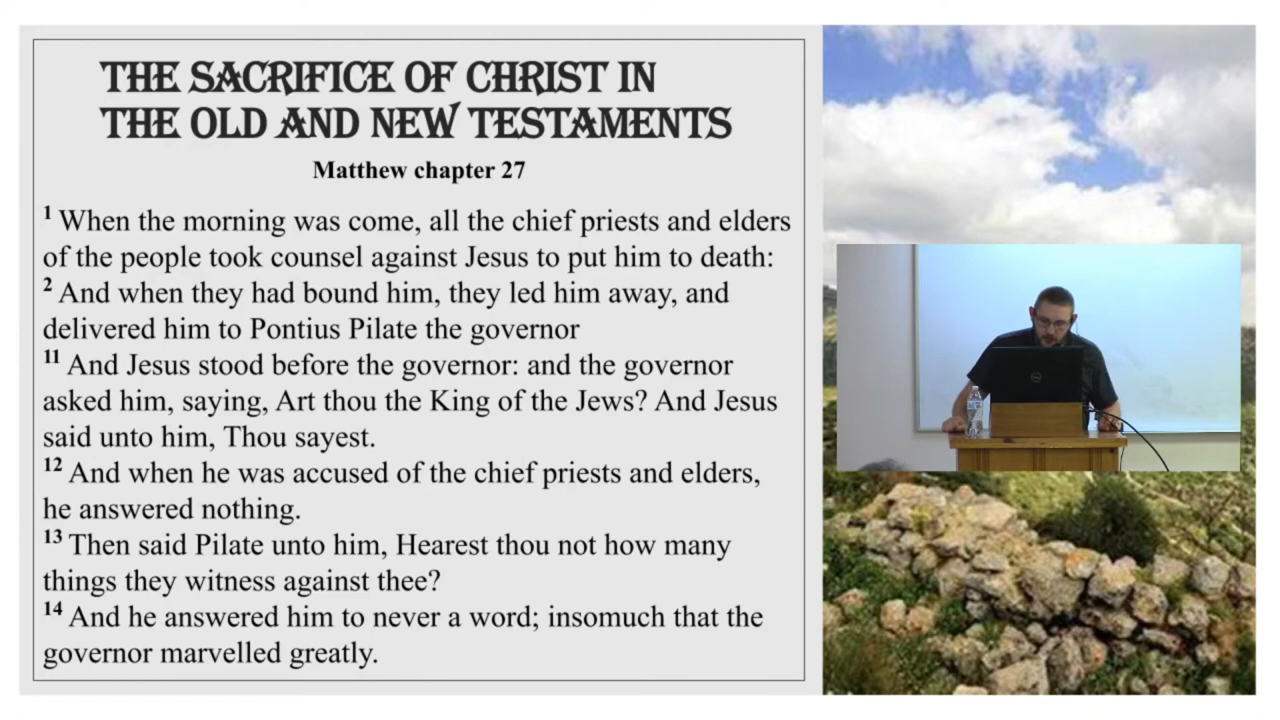 THE SACRIFICE OF CHRIST IN
THE OLD AND NEW TESTAMENTS
Matthew chapter 27
1 When the morning was come, all the chief priests and elders
of the people took counsel against Jesus to put him to death:
2 And when they had bound him, they led him away, and
delivered him to Pontius Pilate the governor
11 And Jesus stood before the governor: and the governor
asked him, saying, Art thou the King of the Jews? And Jesus
said unto him, Thou sayest.
12 And when he was accused of the chief priests and elders,
he answered nothing.
13 Then said Pilate unto him, Hearest thou not how many
things they witness against thee?
14 And he answered him to never a word; insomuch that the
governor marvelled greatly.